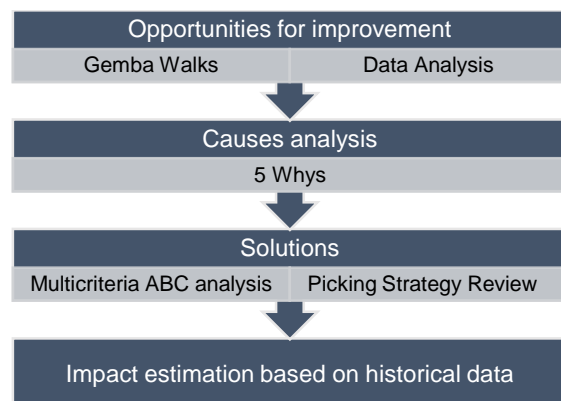 Opportunities for improvement
Gemba Walks Data Analysis
Causes analysis
5 Whys
Solutions
Multicriteria ABC analysis Picking Strategy Review
Impact estimation based on historical data